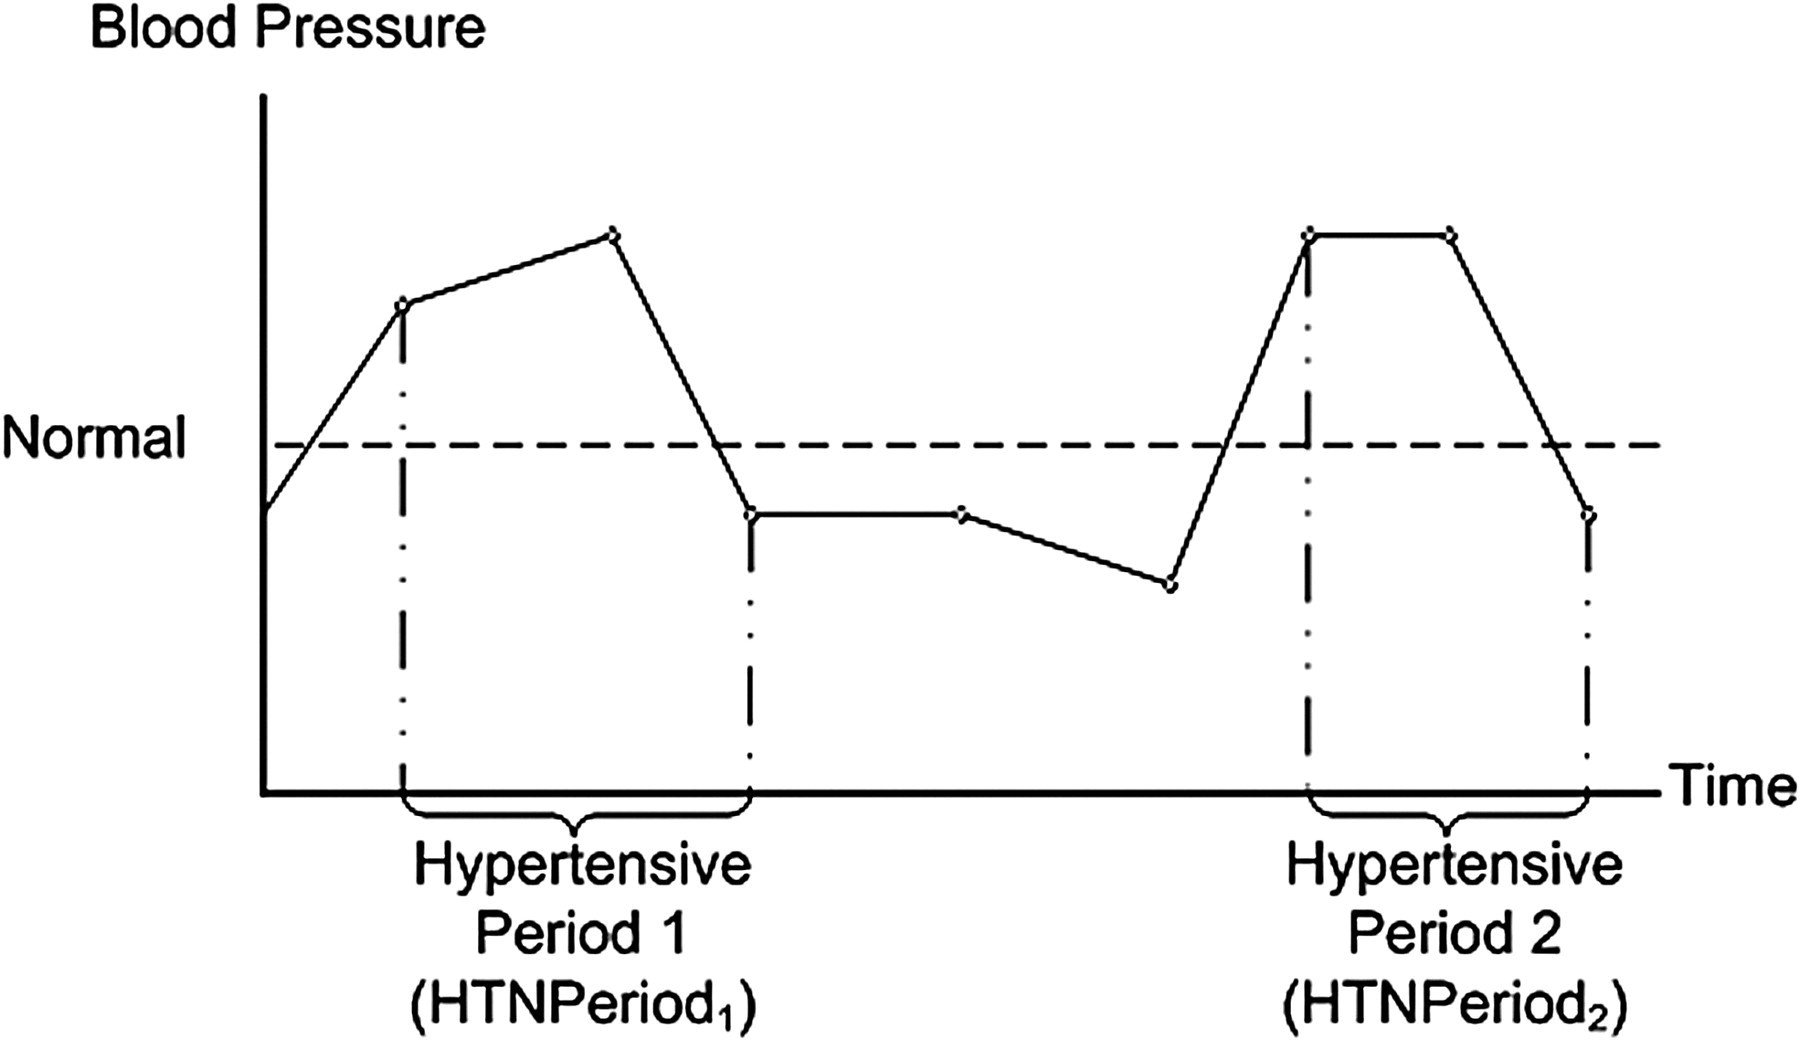 Blood Pressure
Normal
Time
Hypertensive
Period 1
(HTNPeriod₁)
Hypertensive
Period 2
(HTNPeriod₂)